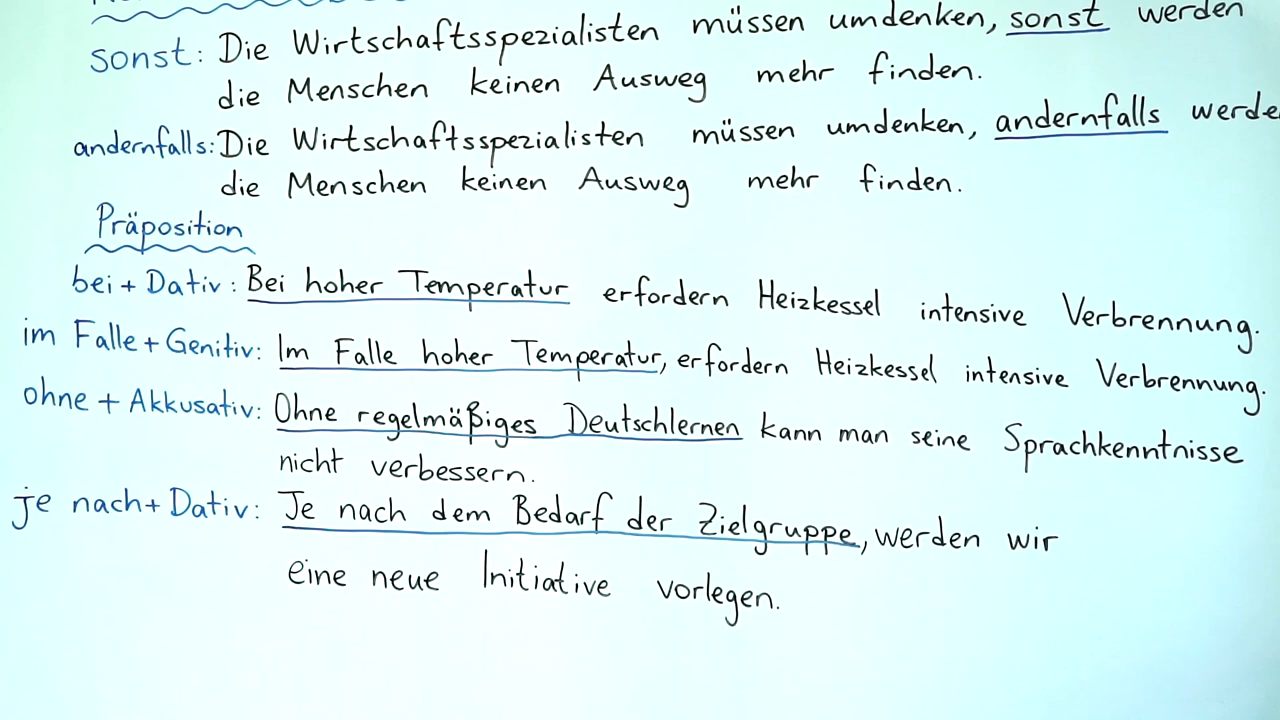 sonst: Die Wirtschaftsspezialisten müssen umdenken, sonst werden
die Menschen keinen Ausweg mehr finden.
andernfalls: Die Wirtschaftsspezialisten müssen umdenken, andernfalls werde
die Menschen keinen Ausweg mehr finden.
Präposition
bei + Dativ: Bei hoher Temperatur erfordern Heizkessel intensive Verbrennung.
im Falle + Genitiv: Im Falle hoher Temperatur, erfordern Heizkessel intensive Verbrennung.
ohne + Akkusativ: Ohne regelmäßiges Deutschlernen kann man seine Sprachkenntnisse
nicht verbessern.
je nach + Dativ: Je nach dem Bedarf der Zielgruppe, werden wir
eine neue Initiative vorlegen.